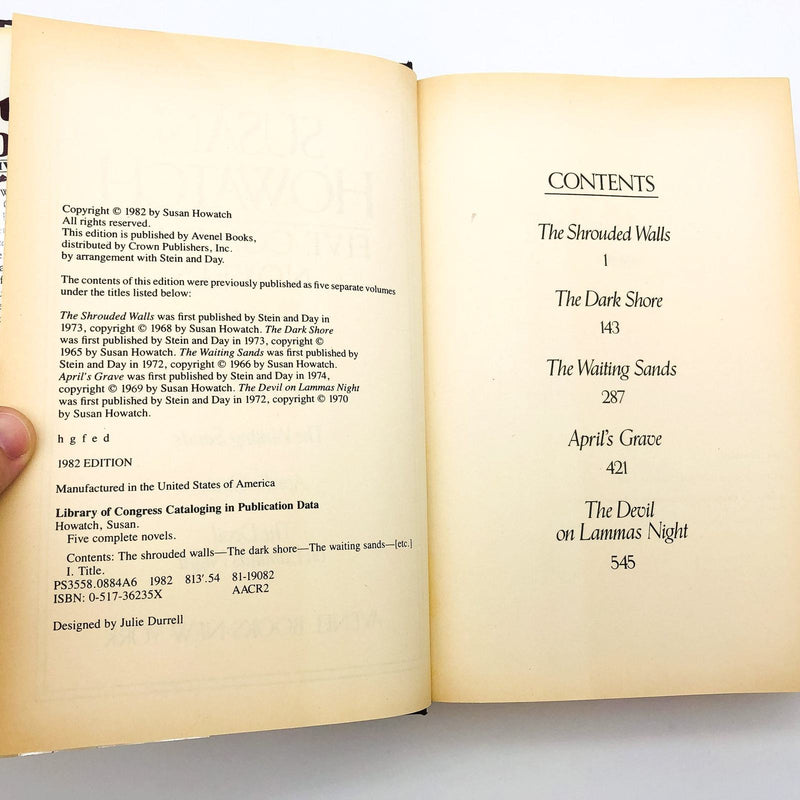 Copyright © 1982 by Susan Howatch
All rights reserved.
This edition is published by Avenel Books,
distributed by Crown Publishers, Inc.
by arrangement with Stein and Day.
The contents of this edition were previously published as five separate volumes
under the titles listed below:
The Shrouded Walls was first published by Stein and Day in
1973, copyright © 1968 by Susan Howatch. The Dark Shore
was first published by Stein and Day in 1973, copyright ©
1965 by Susan Howatch. The Waiting Sands was first published by
Stein and Day in 1972, copyright © 1966 by Susan Howatch.
April's Grave was first published by Stein and Day in 1974,
copyright © 1969 by Susan Howatch. The Devil on Lammas Night
was first published by Stein and Day in 1972, copyright © 1970
by Susan Howatch.
h g f e d
1982 EDITION
Manufactured in the United States of America
Library of Congress Cataloging in Publication Data
Howatch, Susan.
Five complete novels.
Contents: The shrouded walls—The dark shore—The waiting sands—[etc.]
I. Title.
PS3558.0884A6 1982 813'.54 81-19082
ISBN: 0-517-36235X AACR2
Designed by Julie Durrell
CONTENTS
The Shrouded Walls
1
The Dark Shore
143
The Waiting Sands
287
April's Grave
421
The Devil
on Lammas Night
545